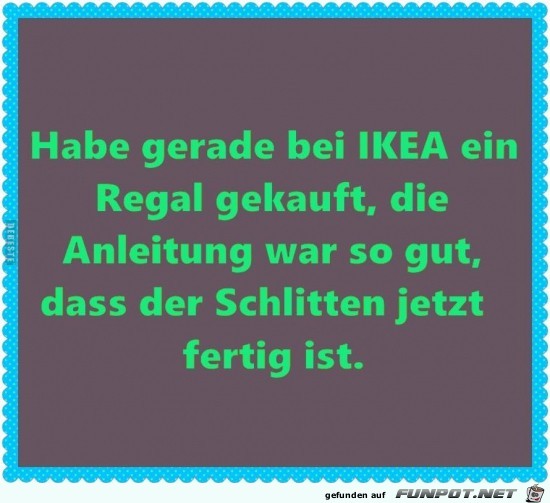 Habe gerade bei IKEA ein
Regal gekauft, die
Anleitung war so gut,
dass der Schlitten jetzt
fertig ist.
DEBESTE
gefunden auf FUNPOT.NET